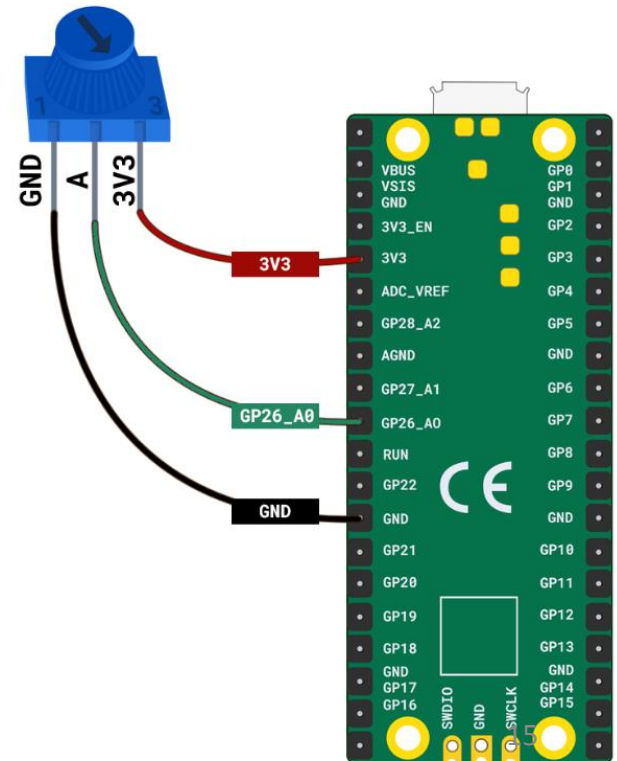 1 3
GND A 3V3
3V3
GP26_A0
GND
VBUS
VSIS
GND
3V3_EN
3V3
ADC_VREF
GP28_A2
AGND
GP27_A1
GP26_A0
RUN
GP22
GND
GP21
GP20
GP19
GP18
GND
GP17
GP16
GP0
GP1
GND
GP2
GP3
GP4
GP5
GND
GP6
GP7
GP8
GP9
GND
GP10
GP11
GP12
GP13
GND
GP14
GP15
CE
SWDIO
GND
SWCLK
15